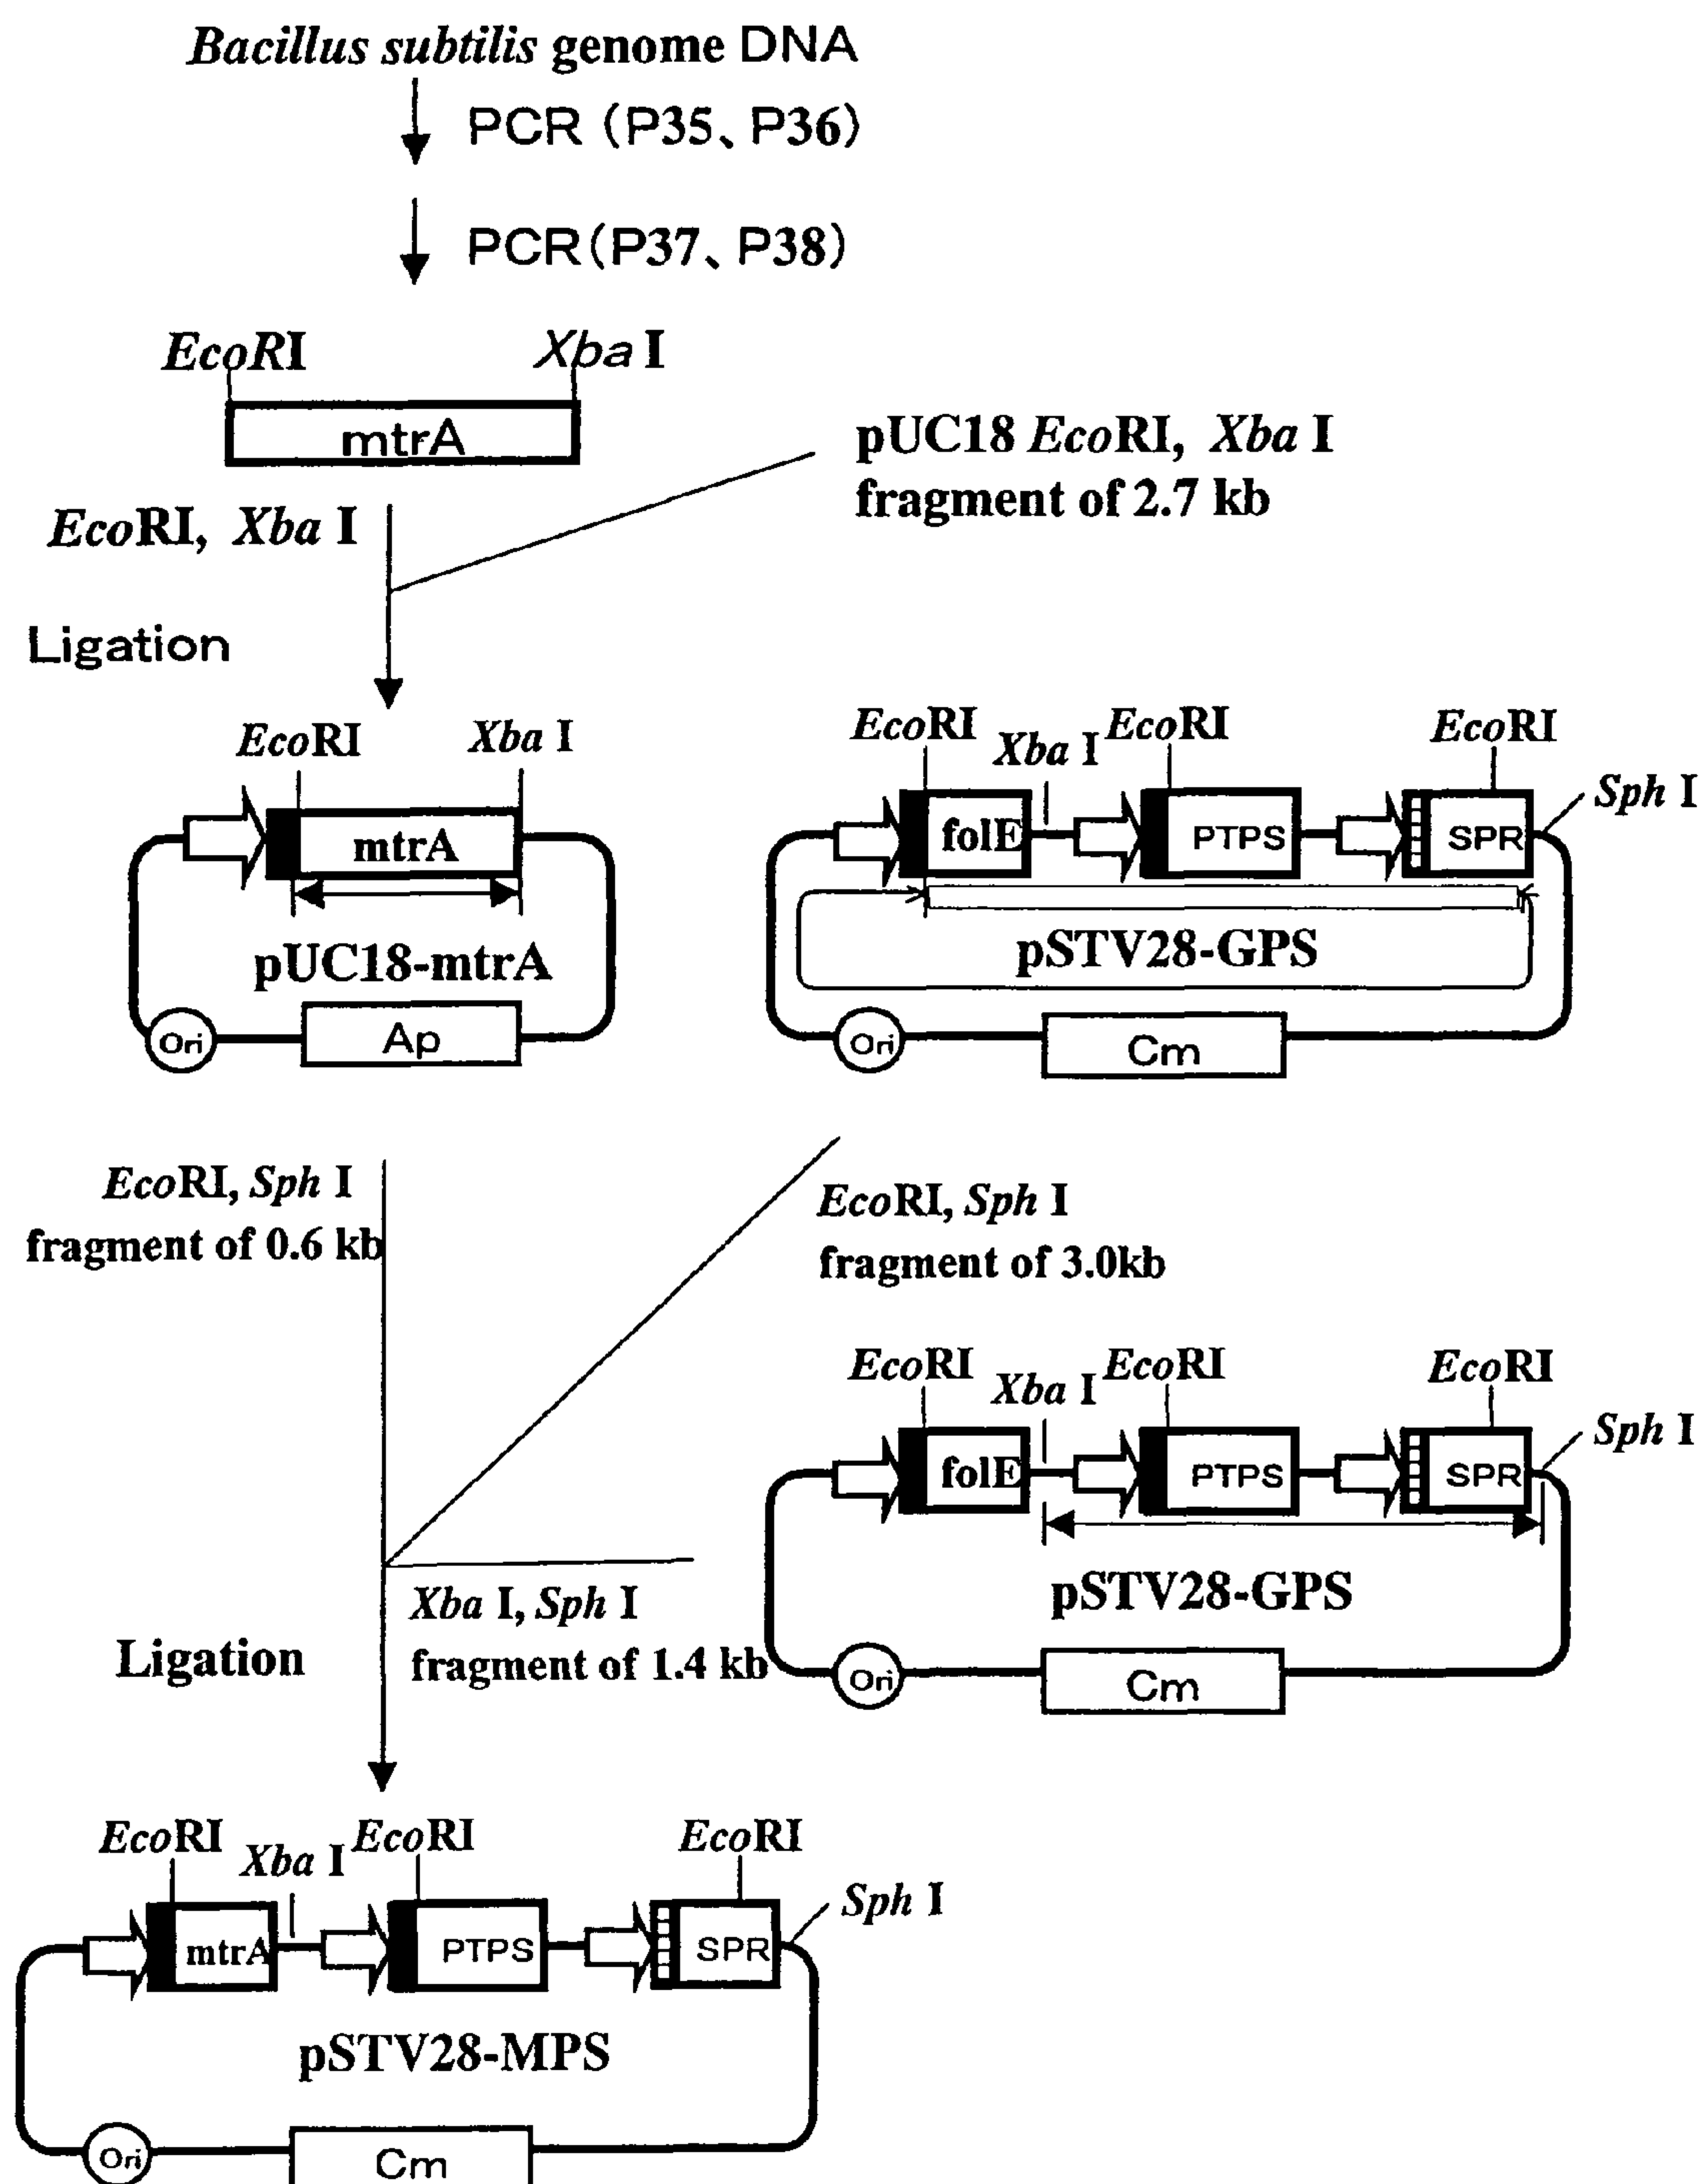 Bacillus subtilis genome DNA
PCR (P35、P36)
PCR(P37、P38)
EcoRI
Xba I
mtrA
pUC18 EcoRI, Xba I
fragment of 2.7 kb
EcoRI, Xba I
Ligation
EcoRI
Xba I
mtrA
pUC18-mtrA
Ori
Ap
EcoRI
Xba I
EcoRI
EcoRI
Sph I
folE
PTPS
SPR
pSTV28-GPS
Ori
Cm
EcoRI, Sph I
fragment of 0.6 kb
EcoRI, Sph I
fragment of 3.0kb
EcoRI
Xba I
EcoRI
EcoRI
Sph I
folE
PTPS
SPR
pSTV28-GPS
Ori
Cm
Xba I, Sph I
fragment of 1.4 kb
Ligation
EcoRI
Xba I
EcoRI
EcoRI
Sph I
mtrA
PTPS
SPR
pSTV28-MPS
Ori
Cm